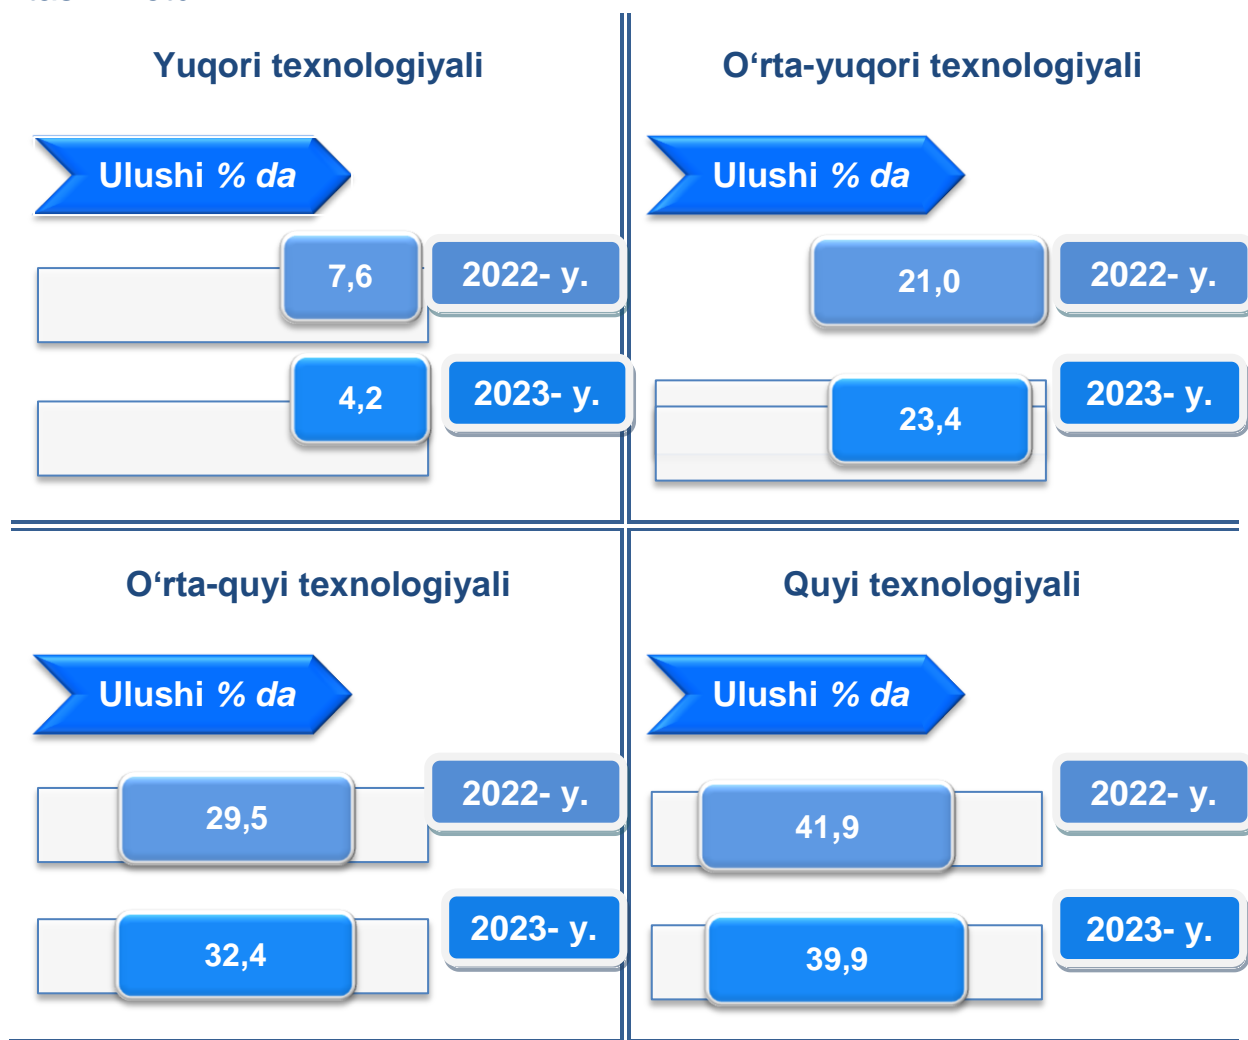 Yuqori texnologiyali
Ulushi % da
7,6
2022- y.
4,2
2023- y.
O‘rta-yuqori texnologiyali
Ulushi % da
21,0
2022- y.
23,4
2023- y.
O‘rta-quyi texnologiyali
Ulushi % da
29,5
2022- y.
32,4
2023- y.
Quyi texnologiyali
Ulushi % da
41,9
2022- y.
39,9
2023- y.